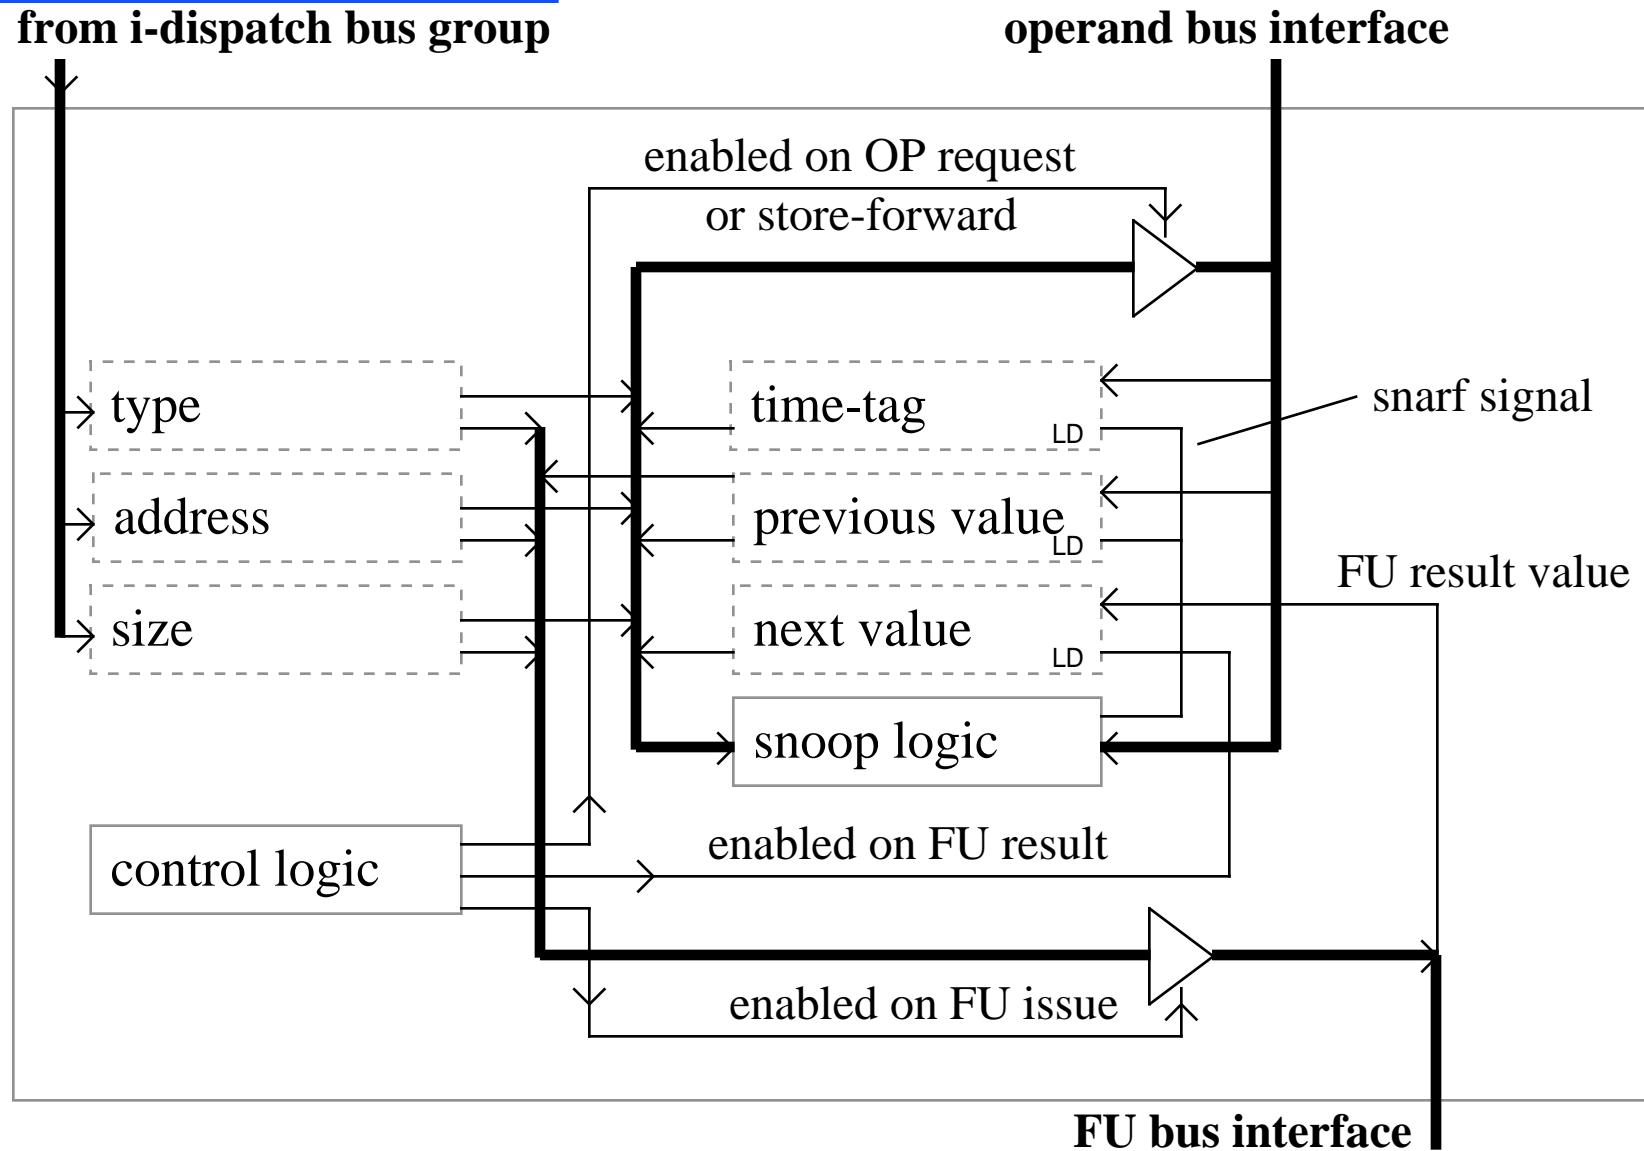 from i-dispatch bus group
operand bus interface
enabled on OP request
or store-forward
type
time-tag
LD
snarf signal
address
previous value
LD
FU result value
size
next value
LD
snoop logic
control logic
enabled on FU result
enabled on FU issue
FU bus interface